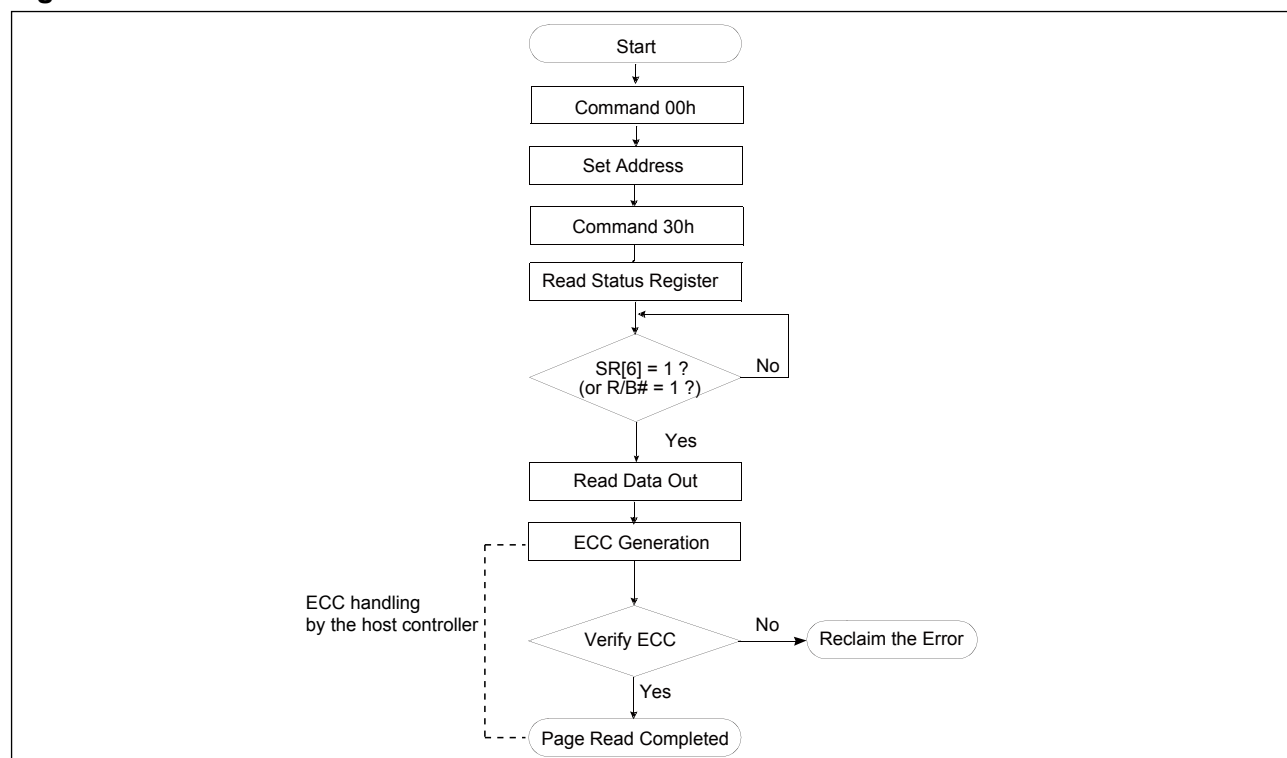 Start
Command 00h
Set Address
Command 30h
Read Status Register
SR[6] = 1 ?
(or R/B# = 1 ?)
No
Yes
Read Data Out
ECC Generation
ECC handling
by the host controller
Verify ECC
No
Reclaim the Error
Yes
Page Read Completed